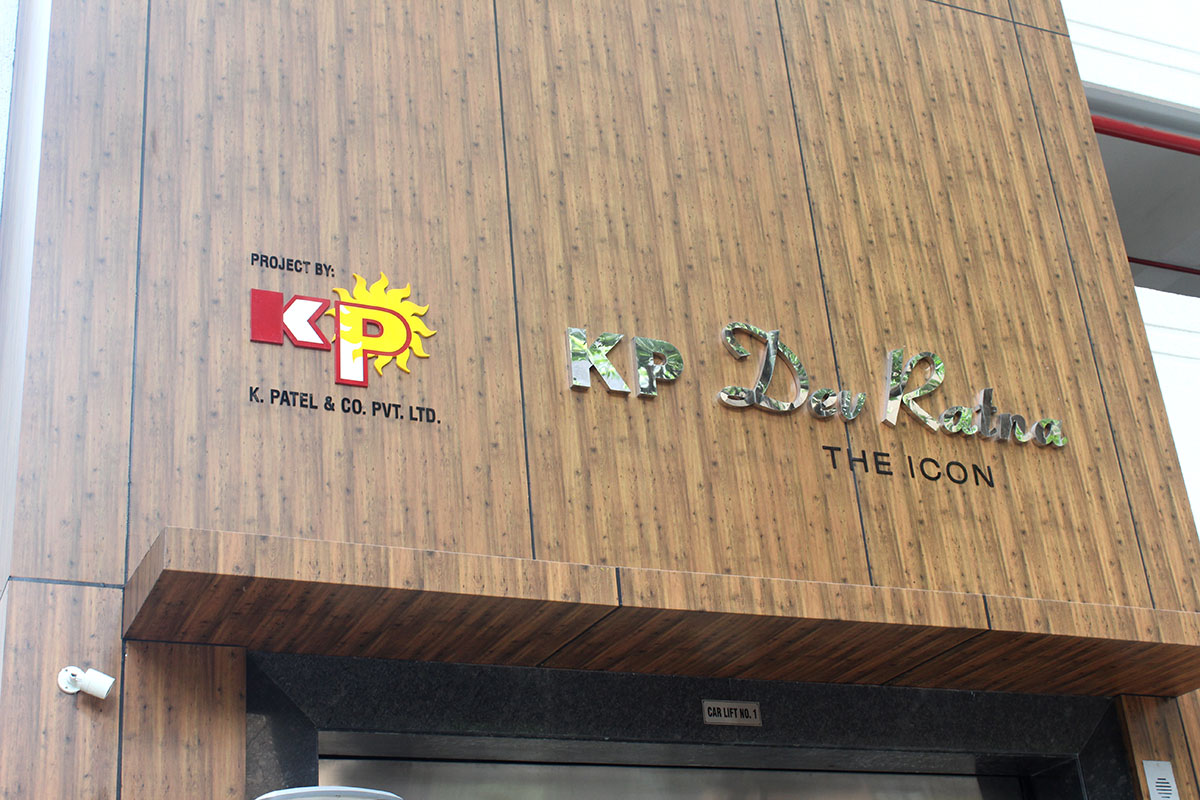 PROJECT BY:
KP
K. PATEL & CO. PVT. LTD.
KP Dev Ratna
THE ICON
CAR LIFT NO. 1